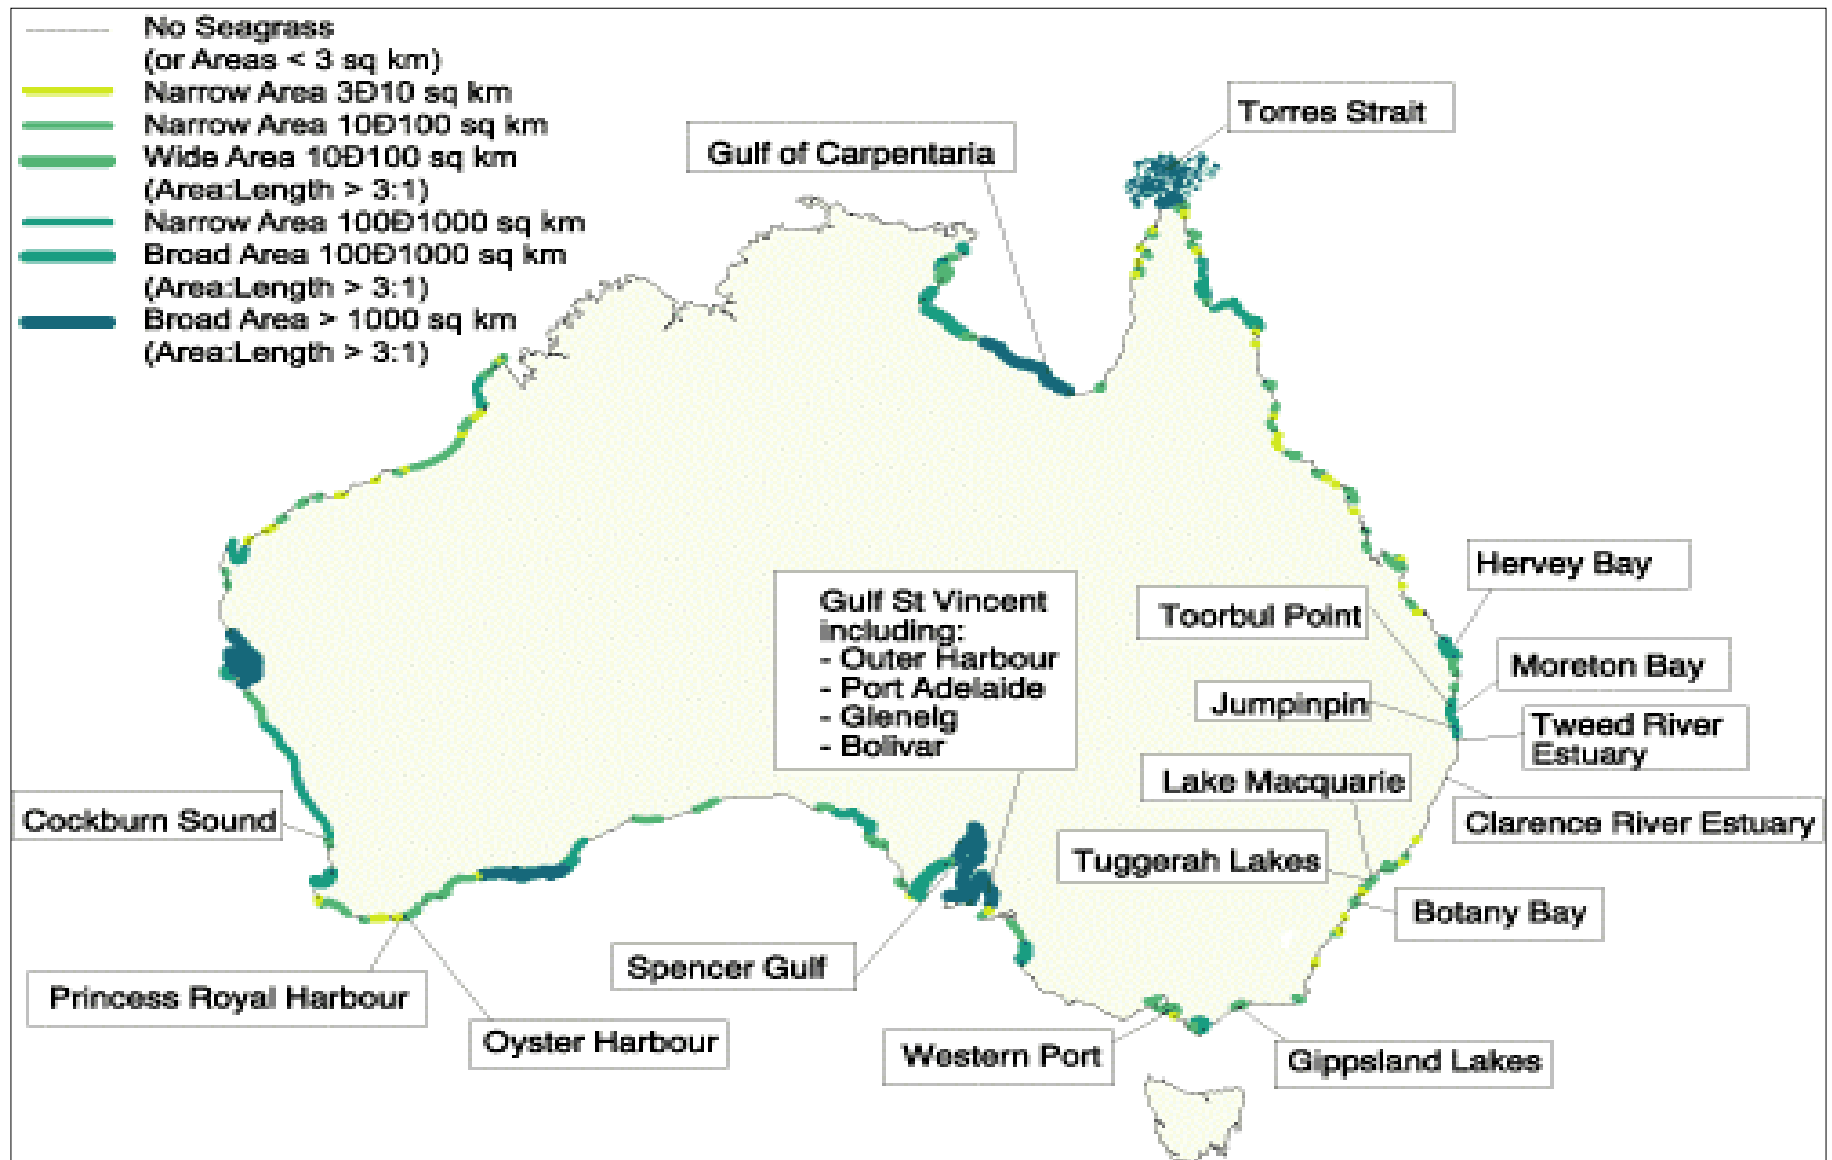 No Seagrass
(or Areas < 3 sq km)
Narrow Area 3Ð10 sq km
Narrow Area 10Ð100 sq km
Wide Area 10Ð100 sq km
(Area:Length > 3:1)
Narrow Area 100Ð1000 sq km
Broad Area 100Ð1000 sq km
(Area:Length > 3:1)
Broad Area > 1000 sq km
(Area:Length > 3:1)
Torres Strait
Gulf of Carpentaria
Hervey Bay
Gulf St Vincent
including:
- Outer Harbour
- Port Adelaide
- Glenelg
- Bolivar
Toorbul Point
Moreton Bay
Jumpinpin
Tweed River
Estuary
Lake Macquarie
Cockburn Sound
Clarence River Estuary
Tuggerah Lakes
Botany Bay
Spencer Gulf
Princess Royal Harbour
Oyster Harbour
Western Port
Gippsland Lakes